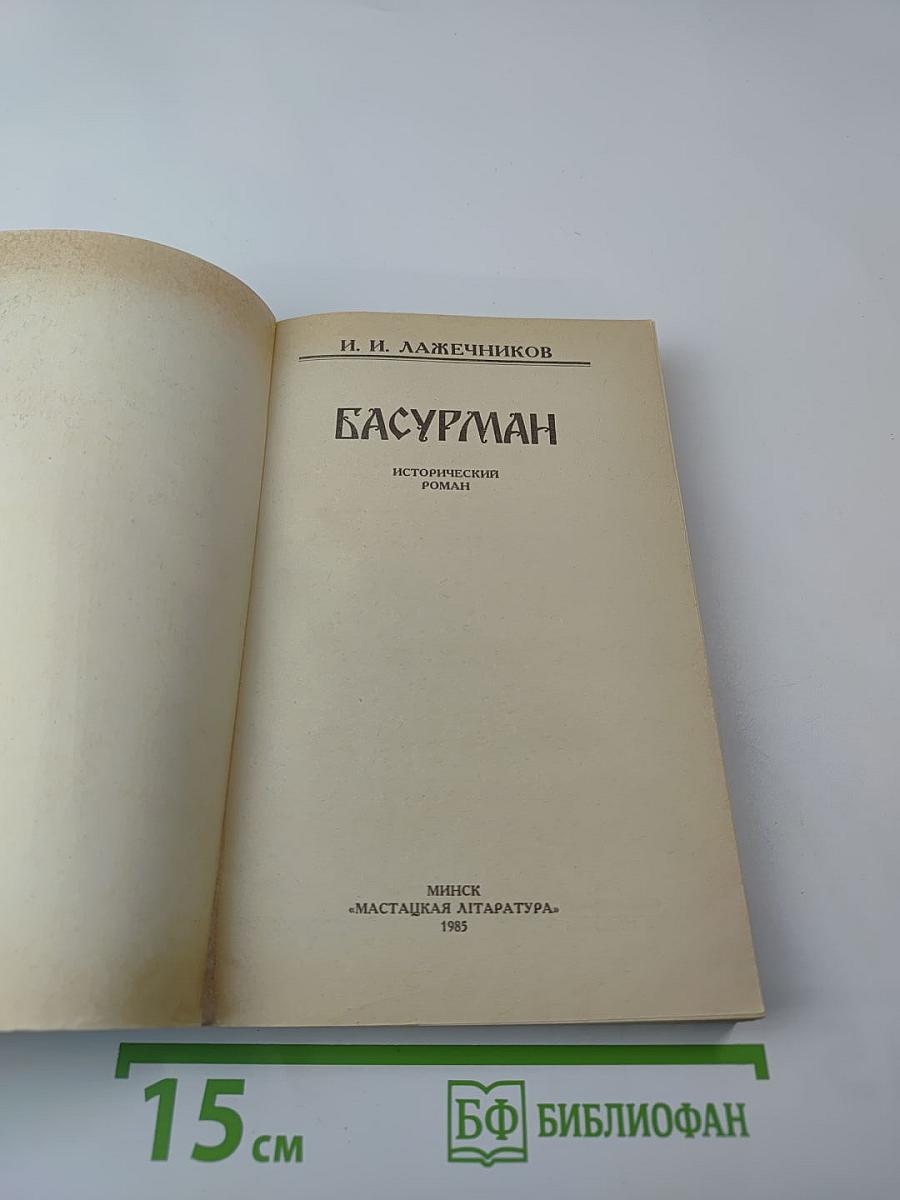 И. И. ЛАЖЕЧНИКОВ
БАСУРМАН
ИСТОРИЧЕСКИЙ
РОМАН
МИНСК
«МАСТАЦКАЯ ЛІТАРАТУРА»
1985
15 см
БФ БИБЛИОФАН